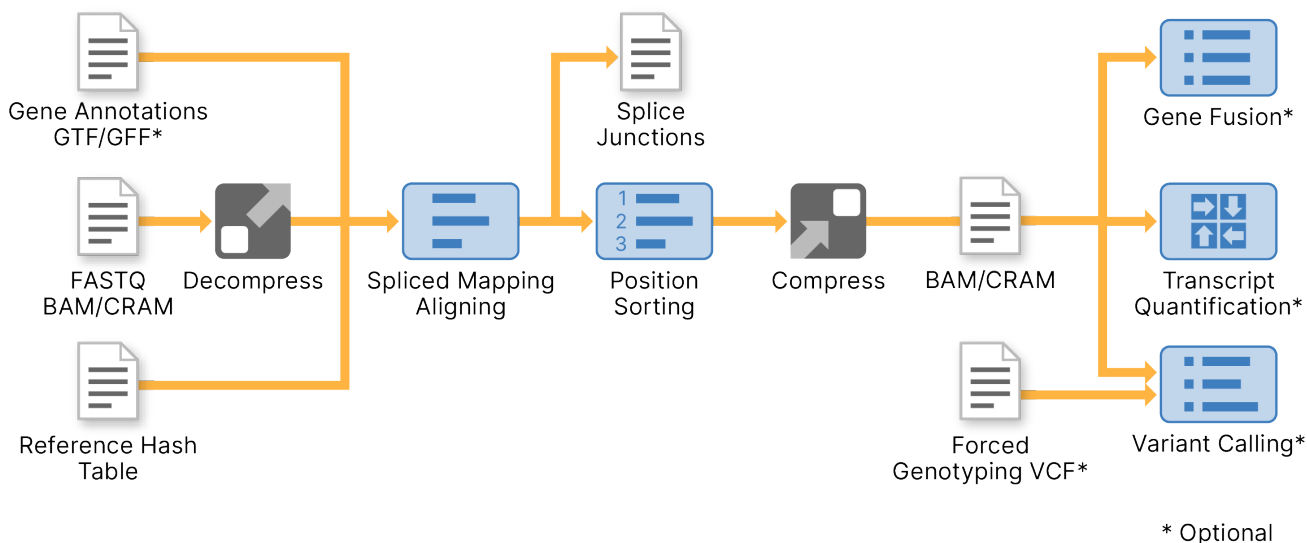 Gene Annotations
GTF/GFF*
Splice
Junctions
Gene Fusion*
FASTQ
BAM/CRAM
Decompress
Spliced Mapping
Aligning
1
2
3
Position
Sorting
Compress
BAM/CRAM
Transcript
Quantification*
Reference Hash
Table
Forced
Genotyping VCF*
Variant Calling*
* Optional